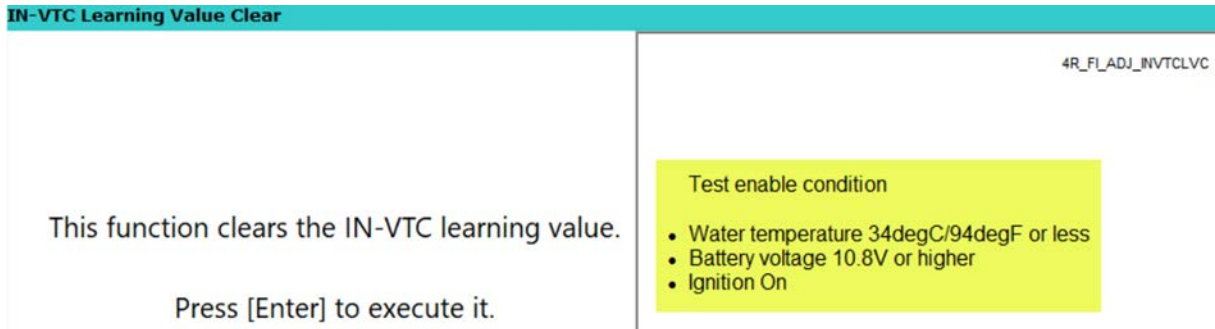 IN-VTC Learning Value Clear
4R_FI_ADJ_INVTCLVC
This function clears the IN-VTC learning value.
Press [Enter] to execute it.
Test enable condition
• Water temperature 34degC/94degF or less
• Battery voltage 10.8V or higher
• Ignition On